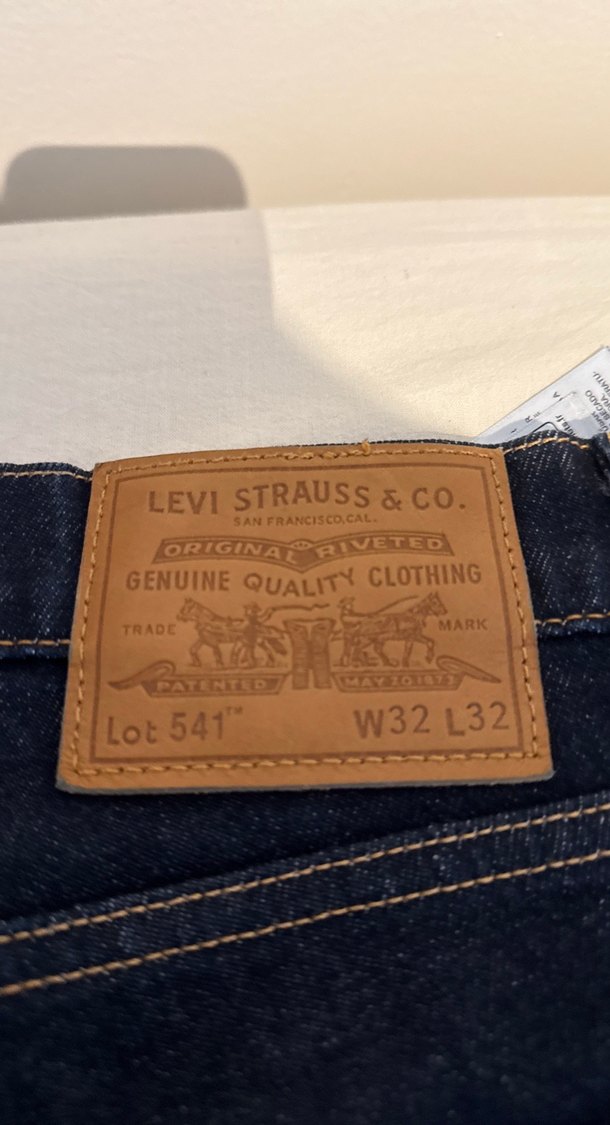 LEVI STRAUSS & CO.
SAN FRANCISCO, CAL.
ORIGINAL RIVETED
GENUINE QUALITY CLOTHING
TRADE MARK
PATENTED MAY 20 1873
Lot 541™ W32 L32